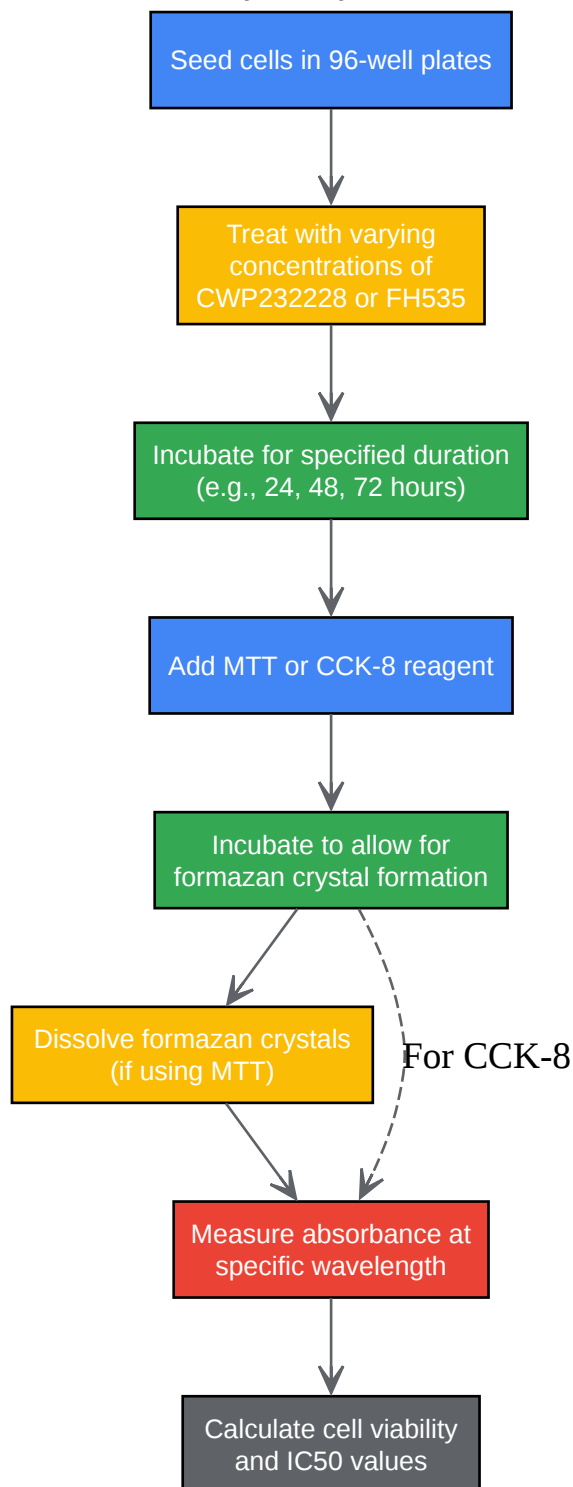 Seed cells in 96-well plates
Treat with varying
concentrations of
CWP232228 or FH535
Incubate for specified duration
(e.g., 24, 48, 72 hours)
Add MTT or CCK-8 reagent
Incubate to allow for
formazan crystal formation
Dissolve formazan crystals
(if using MTT)
For CCK-8
Measure absorbance at
specific wavelength
Calculate cell viability
and IC50 values